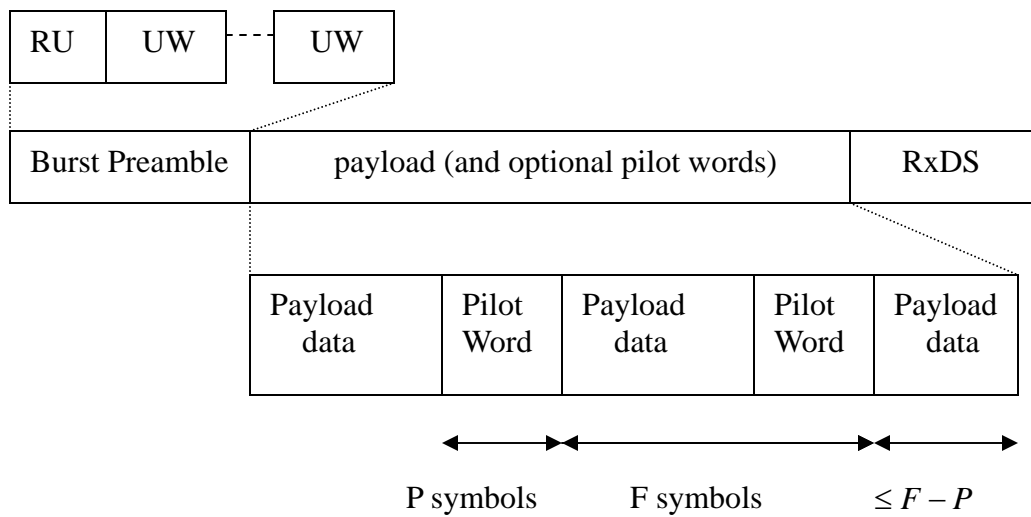 RU UW UW
Burst Preamble payload (and optional pilot words) RxDS
Payload Pilot Payload Pilot Payload
data Word data Word data
P symbols F symbols ≤ F – P